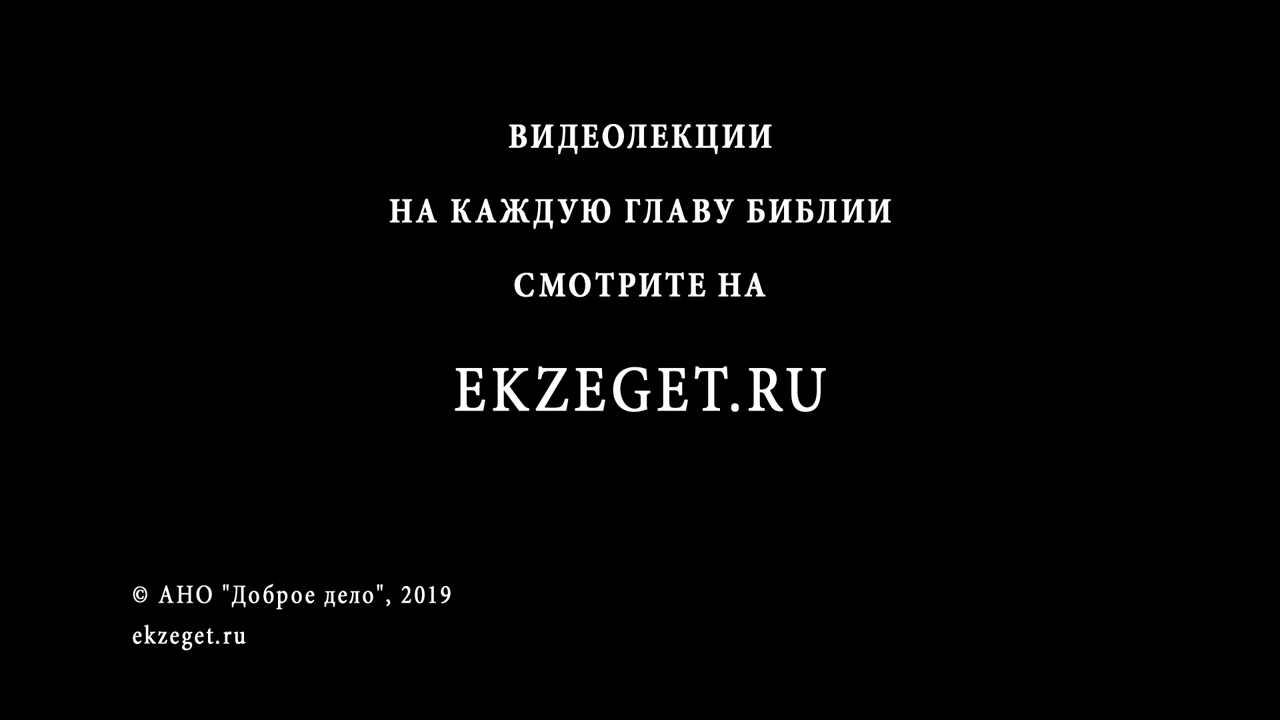 ВИДЕОЛЕКЦИИ
НА КАЖДУЮ ГЛАВУ БИБЛИИ
СМОТРИТЕ НА
EKZEGET.RU
© АНО "Доброе дело", 2019
ekzeget.ru